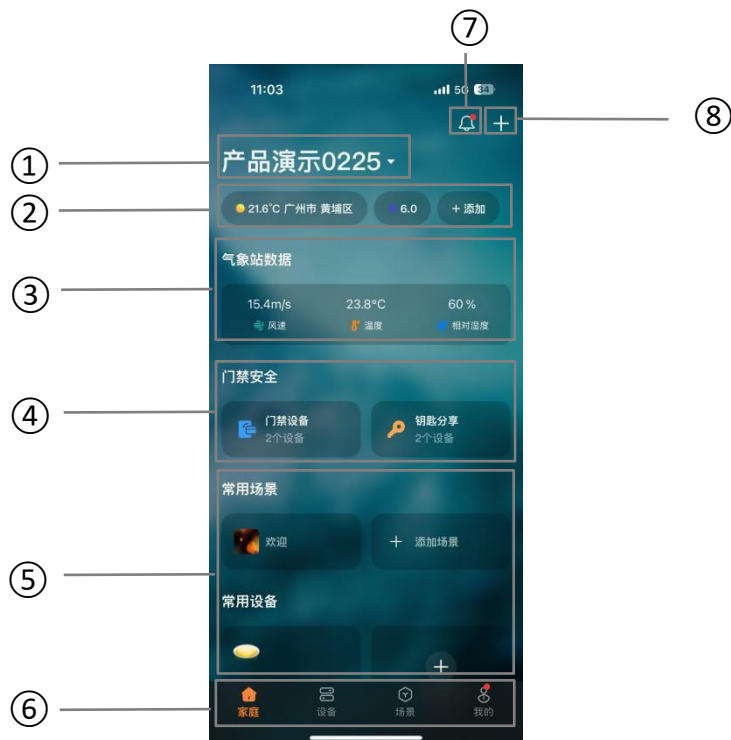 ⑦
11:03 5G 34
⑧
① 产品演示0225
② 21.6°C 广州市 黄埔区 6.0 + 添加
气象站数据
③
15.4m/s 23.8°C 60 %
风速 温度 相对湿度
门禁安全
④
门禁设备 钥匙分享
2个设备 2个设备
常用场景
欢迎 + 添加场景
⑤
常用设备
+
⑥
家庭 设备 场景 我的